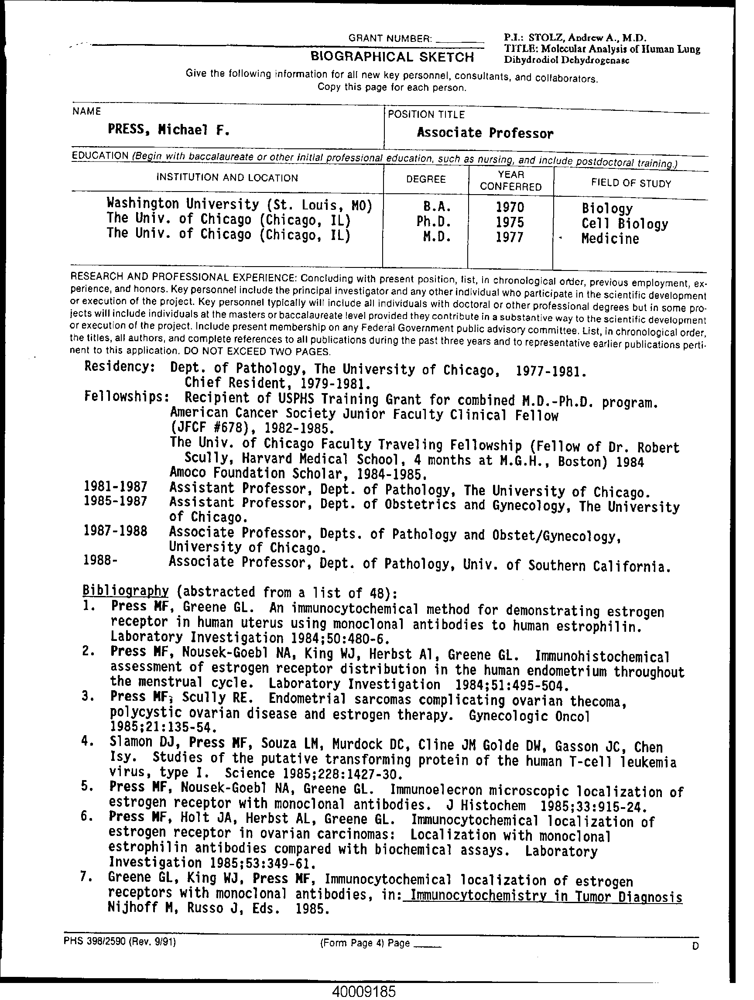 GRANT NUMBER:
P.I.: STOLZ, Andrew A., M.D.
TITLE: Molecular Analysis of Human Lung
Dihydrodiol Dehydrogenase
BIOGRAPHICAL SKETCH
Give the following information for all new key personnel, consultants, and collaborators.
Copy this page for each person.
NAME
PRESS, Michael F.
POSITION TITLE
Associate Professor
EDUCATION (Begin with baccalaureate or other initial professional education, such as nursing, and include postdoctoral training.)
INSTITUTION AND LOCATION DEGREE YEAR CONFERRED FIELD OF STUDY
Washington University (St. Louis, MO) B.A. 1970 Biology
The Univ. of Chicago (Chicago, IL) Ph.D. 1975 Cell Biology
The Univ. of Chicago (Chicago, IL) M.D. 1977 Medicine
RESEARCH AND PROFESSIONAL EXPERIENCE: Concluding with present position, list, in chronological order, previous employment, ex-
perience, and honors. Key personnel include the principal investigator and any other individual who participate in the scientific development
or execution of the project. Key personnel typically will include all individuals with doctoral or other professional degrees but in some pro-
jects will include individuals at the masters or baccalaureate level provided they contribute in a substantive way to the scientific development
or execution of the project. Include present membership on any Federal Government public advisory committee. List, in chronological order,
the titles, all authors, and complete references to all publications during the past three years and to representative earlier publications perti-
nent to this application. DO NOT EXCEED TWO PAGES.
Residency: Dept. of Pathology, The University of Chicago, 1977-1981.
Chief Resident, 1979-1981.
Fellowships: Recipient of USPHS Training Grant for combined M.D.-Ph.D. program.
American Cancer Society Junior Faculty Clinical Fellow
(JFCF #678), 1982-1985.
The Univ. of Chicago Faculty Traveling Fellowship (Fellow of Dr. Robert
Scully, Harvard Medical School, 4 months at M.G.H., Boston) 1984
Amoco Foundation Scholar, 1984-1985.
1981-1987 Assistant Professor, Dept. of Pathology, The University of Chicago.
1985-1987 Assistant Professor, Dept. of Obstetrics and Gynecology, The University
of Chicago.
1987-1988 Associate Professor, Depts. of Pathology and Obstet/Gynecology,
University of Chicago.
1988- Associate Professor, Dept. of Pathology, Univ. of Southern California.
Bibliography (abstracted from a list of 48):
1. Press MF, Greene GL. An immunocytochemical method for demonstrating estrogen
receptor in human uterus using monoclonal antibodies to human estrophilin.
Laboratory Investigation 1984;50:480-6.
2. Press MF, Nousek-Goebl NA, King WJ, Herbst Al, Greene GL. Immunohistochemical
assessment of estrogen receptor distribution in the human endometrium throughout
the menstrual cycle. Laboratory Investigation 1984;51:495-504.
3. Press MF; Scully RE. Endometrial sarcomas complicating ovarian thecoma,
polycystic ovarian disease and estrogen therapy. Gynecologic Oncol
1985;21:135-54.
4. Slamon DJ, Press MF, Souza LM, Murdock DC, Cline JM Golde DW, Gasson JC, Chen
Isy. Studies of the putative transforming protein of the human T-cell leukemia
virus, type I. Science 1985;228:1427-30.
5. Press MF, Nousek-Goebl NA, Greene GL. Immunoelecron microscopic localization of
estrogen receptor with monoclonal antibodies. J Histochem 1985;33:915-24.
6. Press MF, Holt JA, Herbst AL, Greene GL. Immunocytochemical localization of
estrogen receptor in ovarian carcinomas: Localization with monoclonal
estrophilin antibodies compared with biochemical assays. Laboratory
Investigation 1985;53:349-61.
7. Greene GL, King WJ, Press MF, Immunocytochemical localization of estrogen
receptors with monoclonal antibodies, in: Immunocytochemistry in Tumor Diagnosis
Nijhoff M, Russo J, Eds. 1985.
PHS 398/2590 (Rev. 9/91) (Form Page 4) Page D
40009185